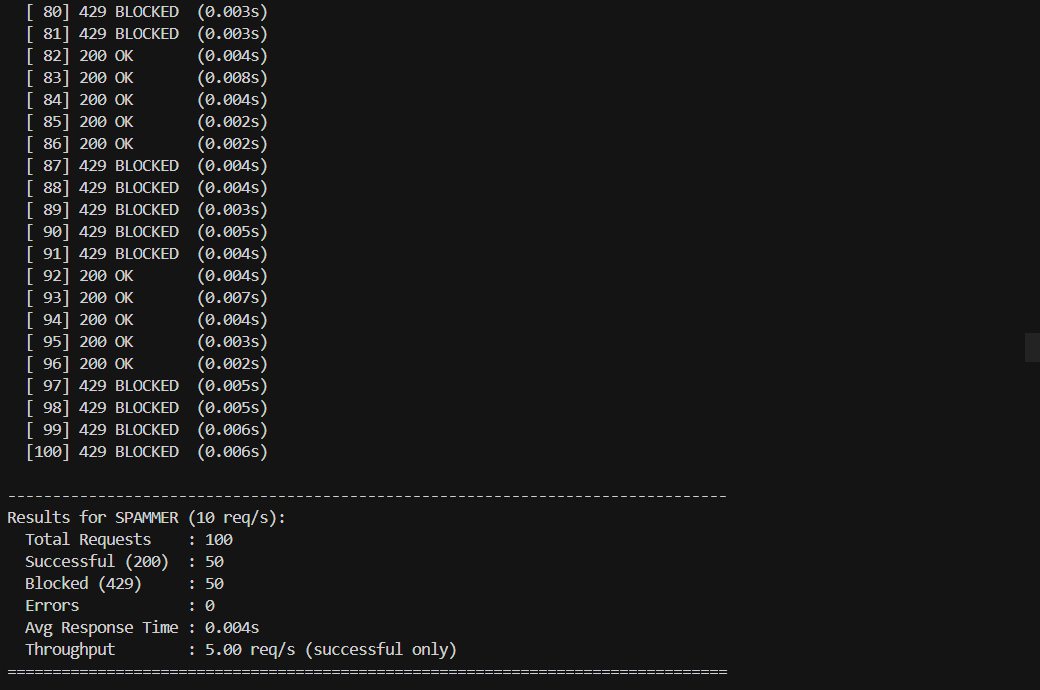 [ 80] 429 BLOCKED  (0.003s)
[ 81] 429 BLOCKED  (0.003s)
[ 82] 200 OK       (0.004s)
[ 83] 200 OK       (0.008s)
[ 84] 200 OK       (0.004s)
[ 85] 200 OK       (0.002s)
[ 86] 200 OK       (0.002s)
[ 87] 429 BLOCKED  (0.004s)
[ 88] 429 BLOCKED  (0.004s)
[ 89] 429 BLOCKED  (0.003s)
[ 90] 429 BLOCKED  (0.005s)
[ 91] 429 BLOCKED  (0.004s)
[ 92] 200 OK       (0.004s)
[ 93] 200 OK       (0.007s)
[ 94] 200 OK       (0.004s)
[ 95] 200 OK       (0.003s)
[ 96] 200 OK       (0.002s)
[ 97] 429 BLOCKED  (0.005s)
[ 98] 429 BLOCKED  (0.005s)
[ 99] 429 BLOCKED  (0.006s)
[100] 429 BLOCKED  (0.006s)
--------------------------------------------------------------------------------
Results for SPAMMER (10 req/s):
  Total Requests    : 100
  Successful (200)  : 50
  Blocked (429)     : 50
  Errors            : 0
  Avg Response Time : 0.004s
  Throughput        : 5.00 req/s (successful only)
================================================================================